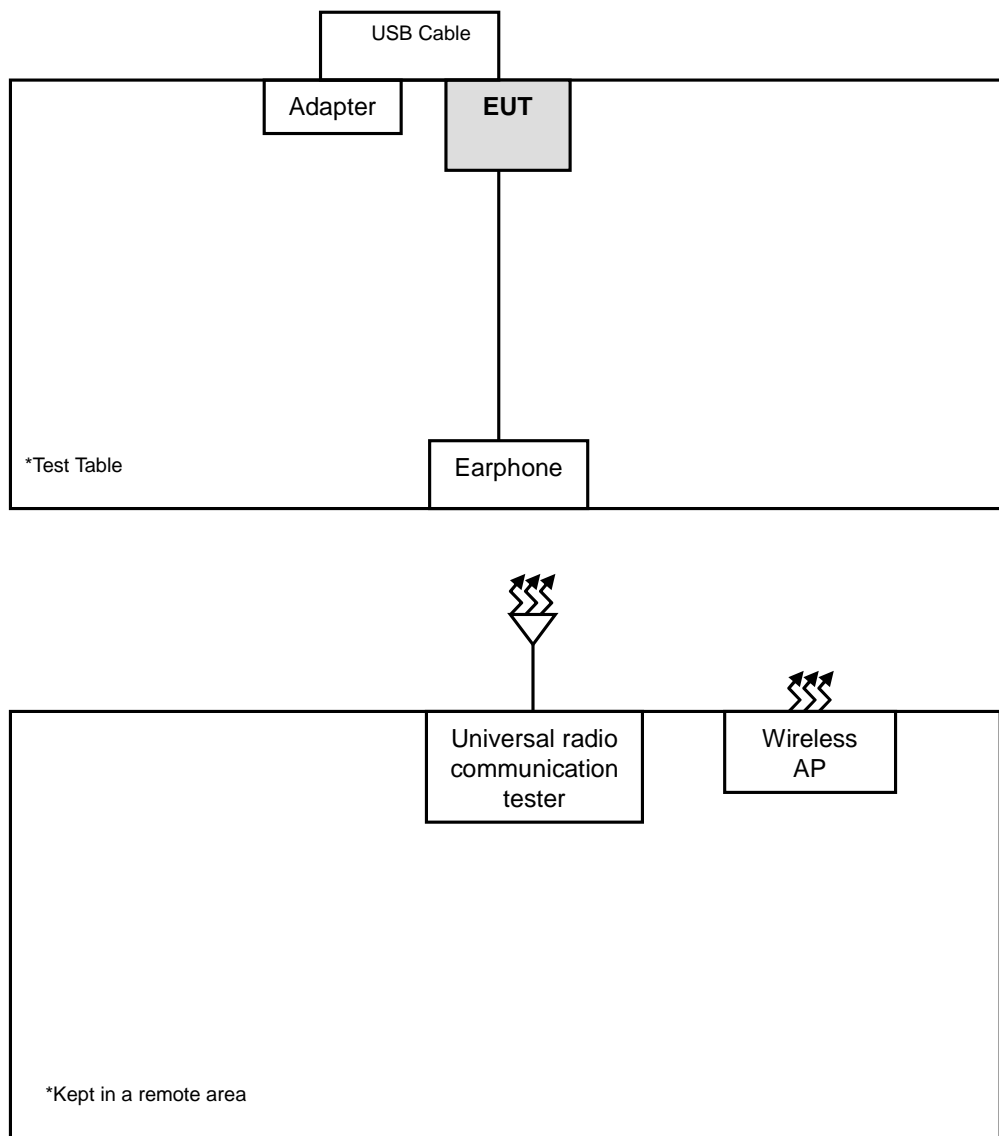 USB Cable
Adapter
EUT
*Test Table
Earphone
Universal radio
communication
tester
Wireless
AP
*Kept in a remote area